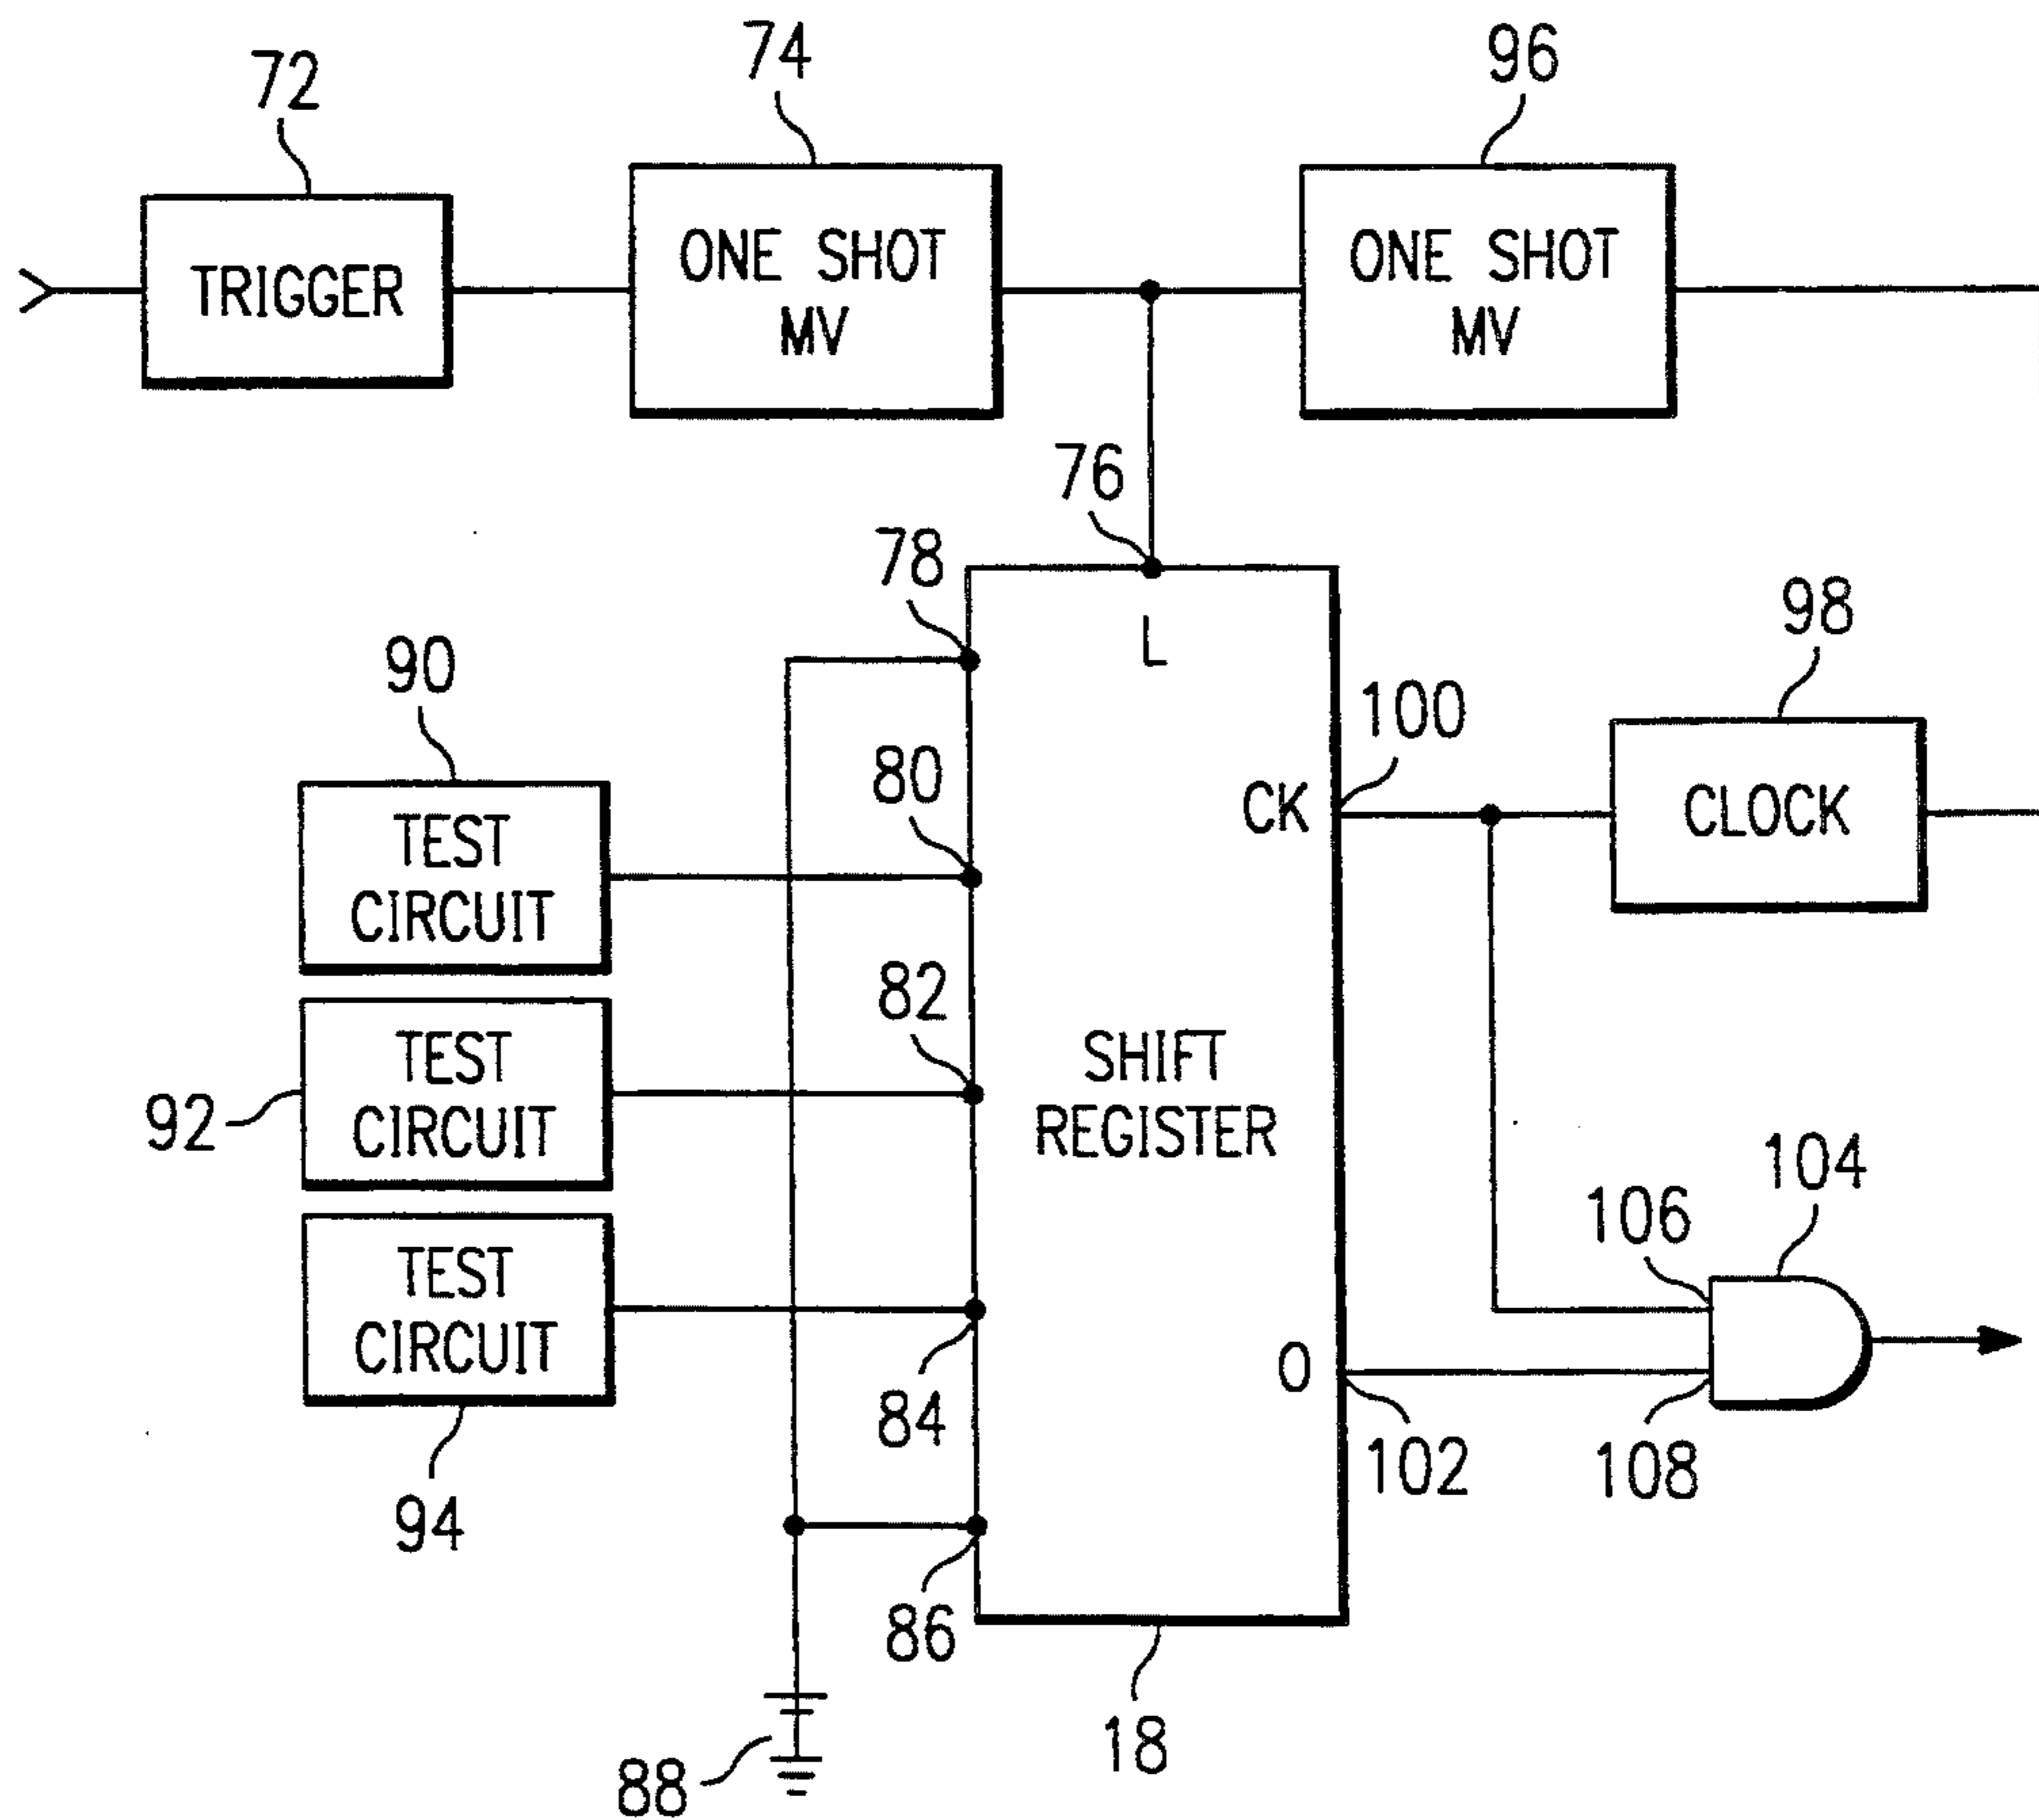 72
74
96
TRIGGER
ONE SHOT
MV
ONE SHOT
MV
76
78
L
98
90
100
80
CK
CLOCK
TEST
CIRCUIT
82
TEST
CIRCUIT
92
SHIFT
REGISTER
104
106
TEST
CIRCUIT
84
O
102
108
94
86
18
88